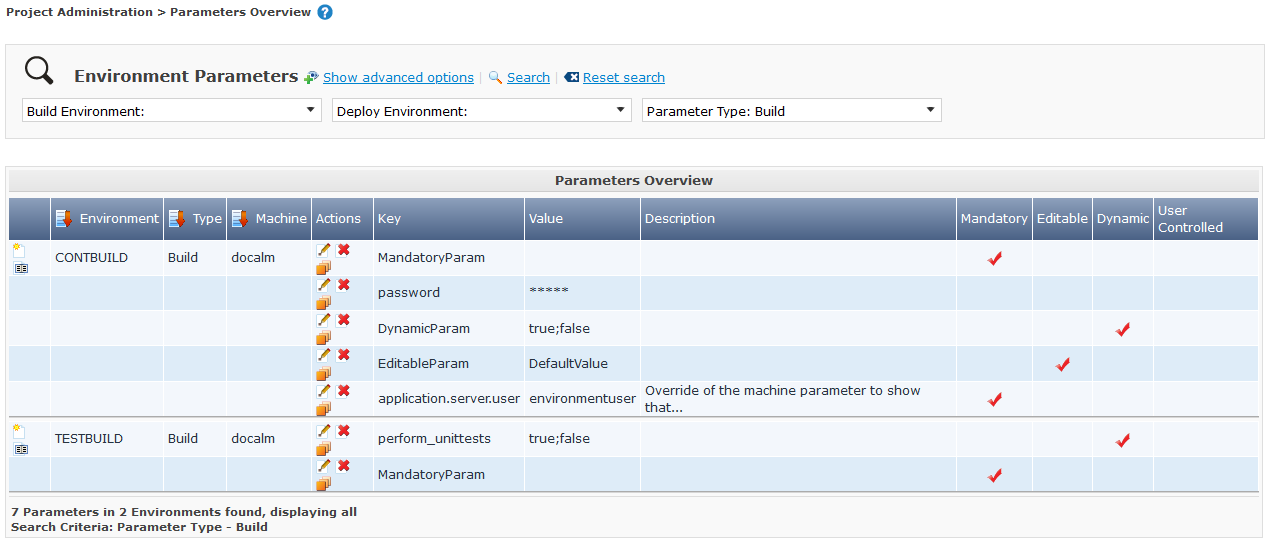 Project Administration > Parameters Overview ?
Environment Parameters Show advanced options | Search | Reset search
Build Environment: Deploy Environment: Parameter Type: Build
Parameters Overview
Environment Type Machine Actions Key Value Description Mandatory Editable Dynamic User Controlled
CONTBUILD Build docalm MandatoryParam
password *****
DynamicParam true;false
EditableParam DefaultValue
application.server.user environmentuser Override of the machine parameter to show
that...
TESTBUILD Build docalm perform_unittests true;false
MandatoryParam
7 Parameters in 2 Environments found, displaying all
Search Criteria: Parameter Type - Build